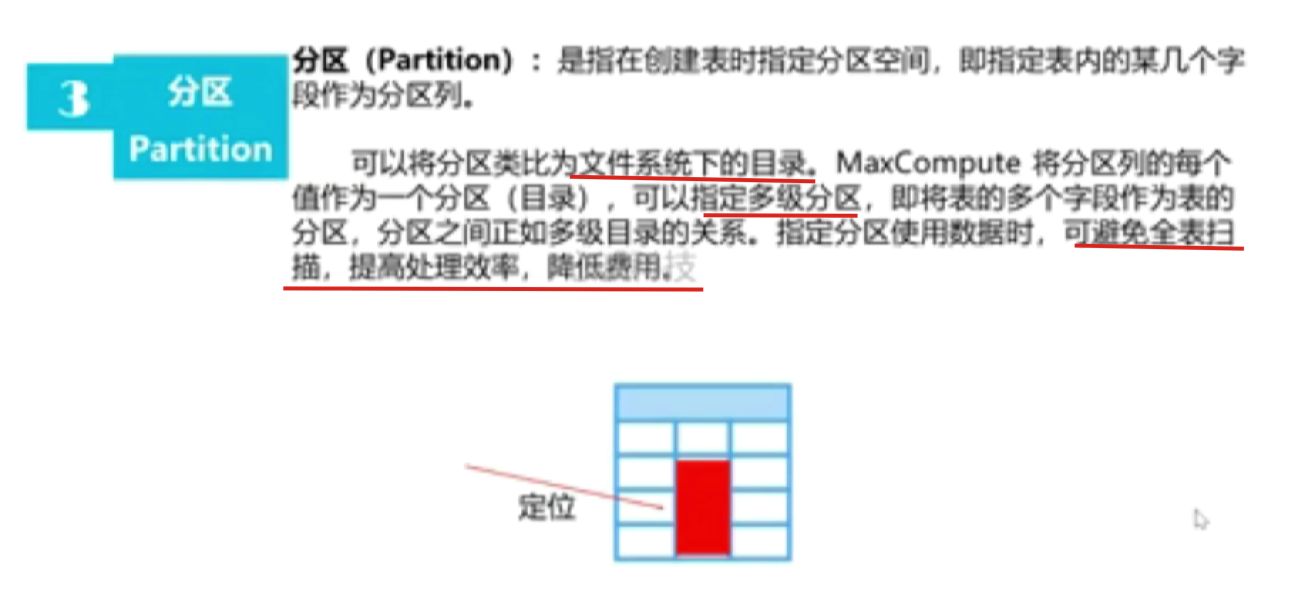 3
分区
Partition
分区（Partition）：是指在创建表时指定分区空间，即指定表内的某几个字
段作为分区列。
可以将分区类比为文件系统下的目录。MaxCompute 将分区列的每个
值作为一个分区（目录），可以指定多级分区，即将表的多个字段作为表的
分区，分区之间正如多级目录的关系。指定分区使用数据时，可避免全表扫
描，提高处理效率，降低费用。技
定位